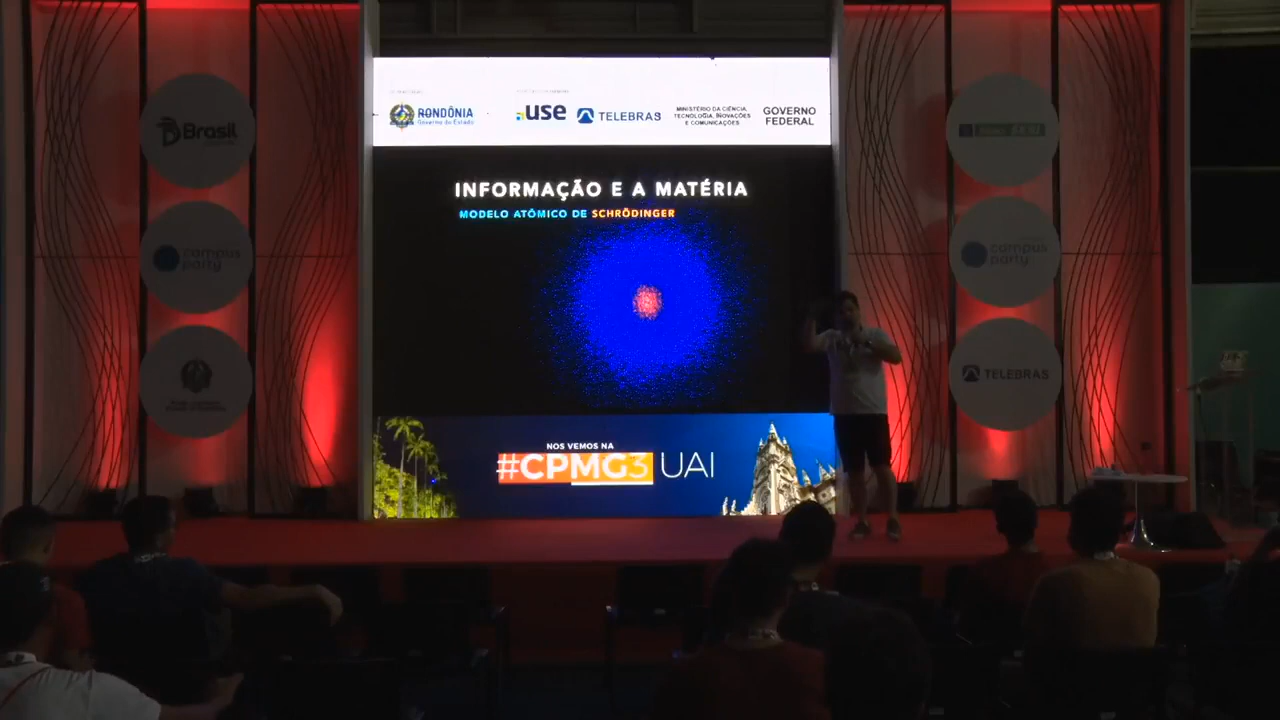 RONDÔNIA
Governo do Estado
use
TELEBRAS
MINISTÉRIO DA CIÊNCIA,
TECNOLOGIA, INOVAÇÕES
E COMUNICAÇÕES
GOVERNO
FEDERAL
Brasil
INFORMAÇÃO E A MATÉRIA
MODELO ATÔMICO DE SCHRÖDINGER
campus
party
campus
party
TELEBRAS
NOS VEMOS NA
#CPMG3 UAI